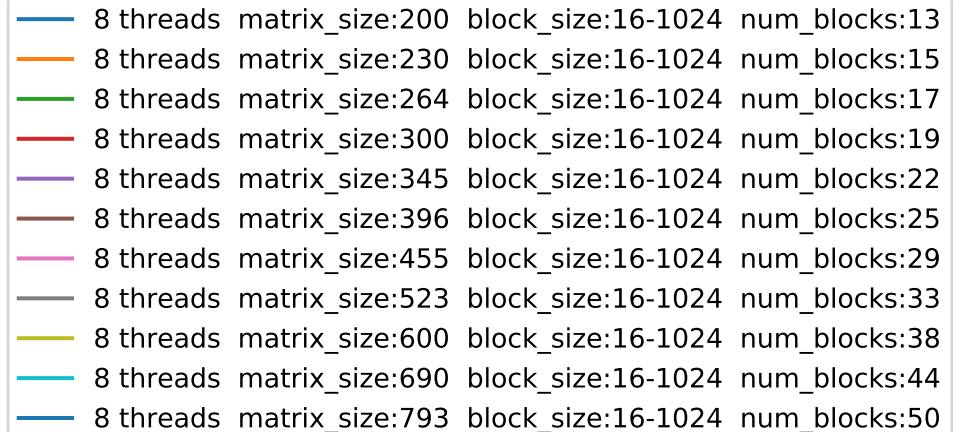 8 threads matrix_size:200 block_size:16-1024 num_blocks:13
8 threads matrix_size:230 block_size:16-1024 num_blocks:15
8 threads matrix_size:264 block_size:16-1024 num_blocks:17
8 threads matrix_size:300 block_size:16-1024 num_blocks:19
8 threads matrix_size:345 block_size:16-1024 num_blocks:22
8 threads matrix_size:396 block_size:16-1024 num_blocks:25
8 threads matrix_size:455 block_size:16-1024 num_blocks:29
8 threads matrix_size:523 block_size:16-1024 num_blocks:33
8 threads matrix_size:600 block_size:16-1024 num_blocks:38
8 threads matrix_size:690 block_size:16-1024 num_blocks:44
8 threads matrix_size:793 block_size:16-1024 num_blocks:50